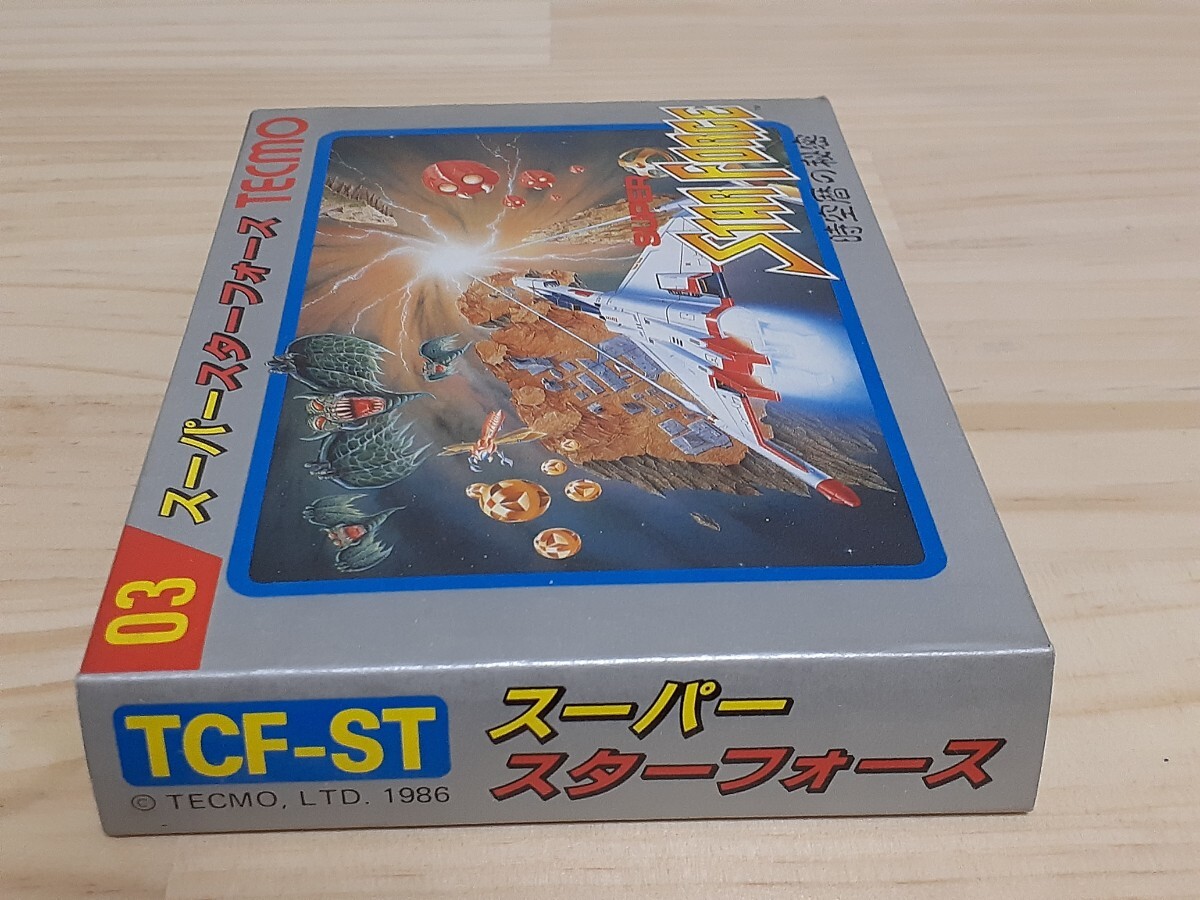 TECMO
スーパースターフォース
03
SUPER
STAR FORCE
™
時空暦の秘密
TCF-ST
© TECMO, LTD. 1986
スーパー
スターフォース